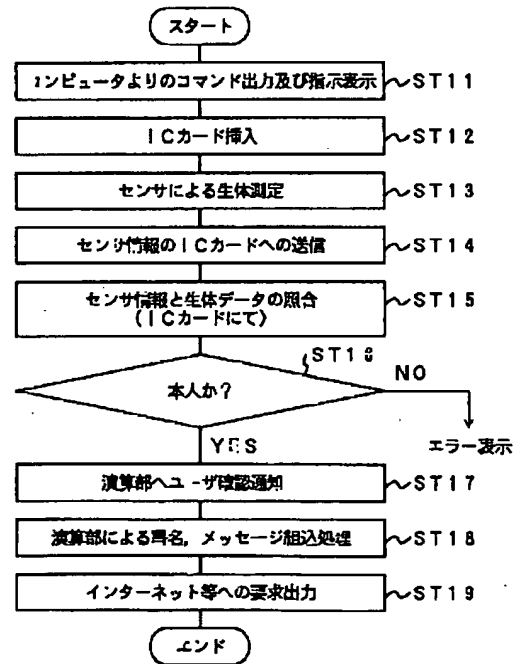 スタート
コンピュータよりのコマンド出力及び指示表示
～ST11
ICカード挿入
～ST12
センサによる生体測定
～ST13
センサ情報のICカードへの送信
～ST14
センサ情報と生体データの照合
(ICカードにて)
～ST15
ST16
本人か?
NO
エラー表示
YES
演算部へユーザ確認通知
～ST17
演算部による署名,メッセージ組込処理
～ST18
インターネット等への要求出力
～ST19
エンド